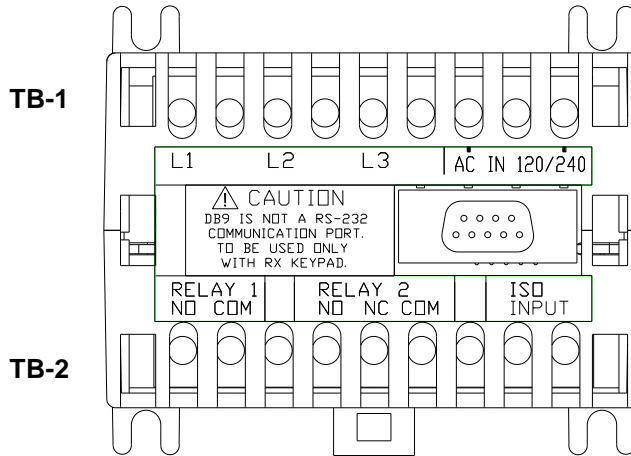 TB-1
L1 L2 L3 AC IN 120/240
⚠ CAUTION
DB9 IS NOT A RS-232
COMMUNICATION PORT.
TO BE USED ONLY
WITH RX KEYPAD.
RELAY 1 RELAY 2 ISO
NO COM NO NC COM INPUT
TB-2